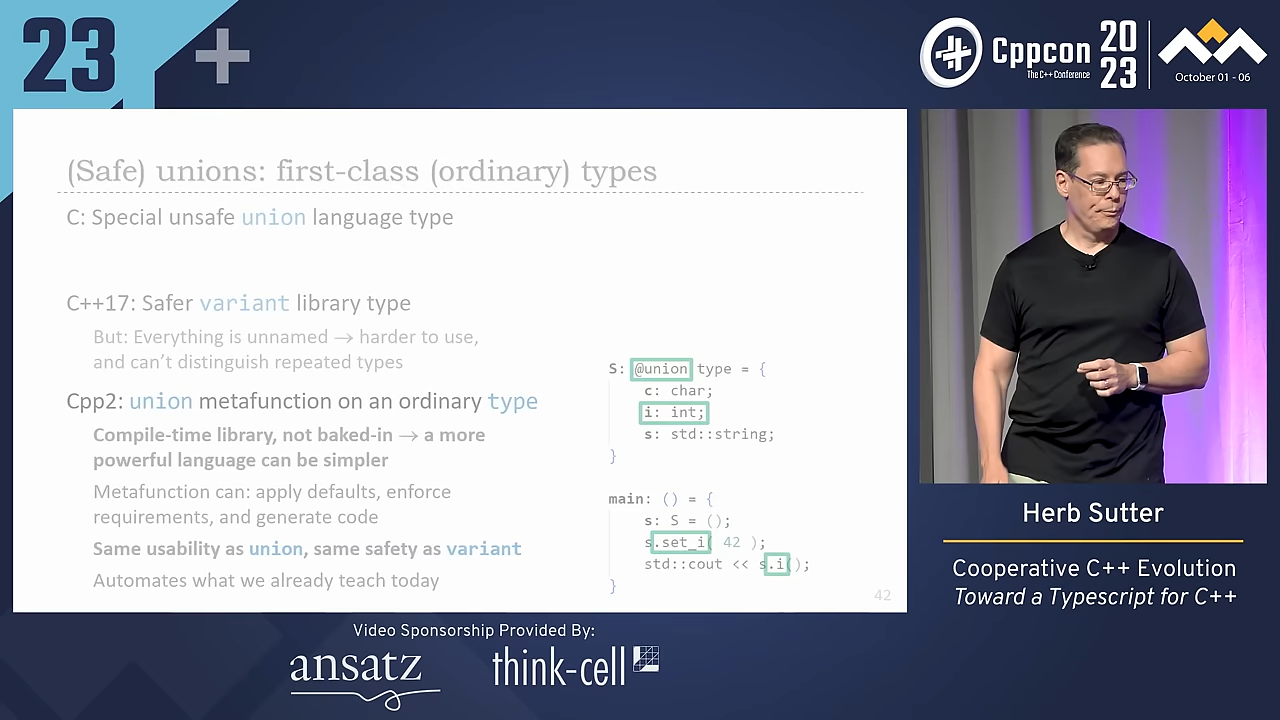 23
Cppcon
The C++ Conference
20
23
October 01 - 06
(Safe) unions: first-class (ordinary) types
C: Special unsafe union language type
C++17: Safer variant library type
But: Everything is unnamed → harder to use,
and can't distinguish repeated types
Cpp2: union metafunction on an ordinary type
Compile-time library, not baked-in → a more
powerful language can be simpler
Metafunction can: apply defaults, enforce
requirements, and generate code
Same usability as union, same safety as variant
Automates what we already teach today
S: @union type = {
c: char;
i: int;
s: std::string;
}
main: () = {
s: S = ();
s.set_i( 42 );
std::cout << s.i();
}
42
Herb Sutter
Cooperative C++ Evolution
Toward a Typescript for C++
Video Sponsorship Provided By:
ansatz
think-cell